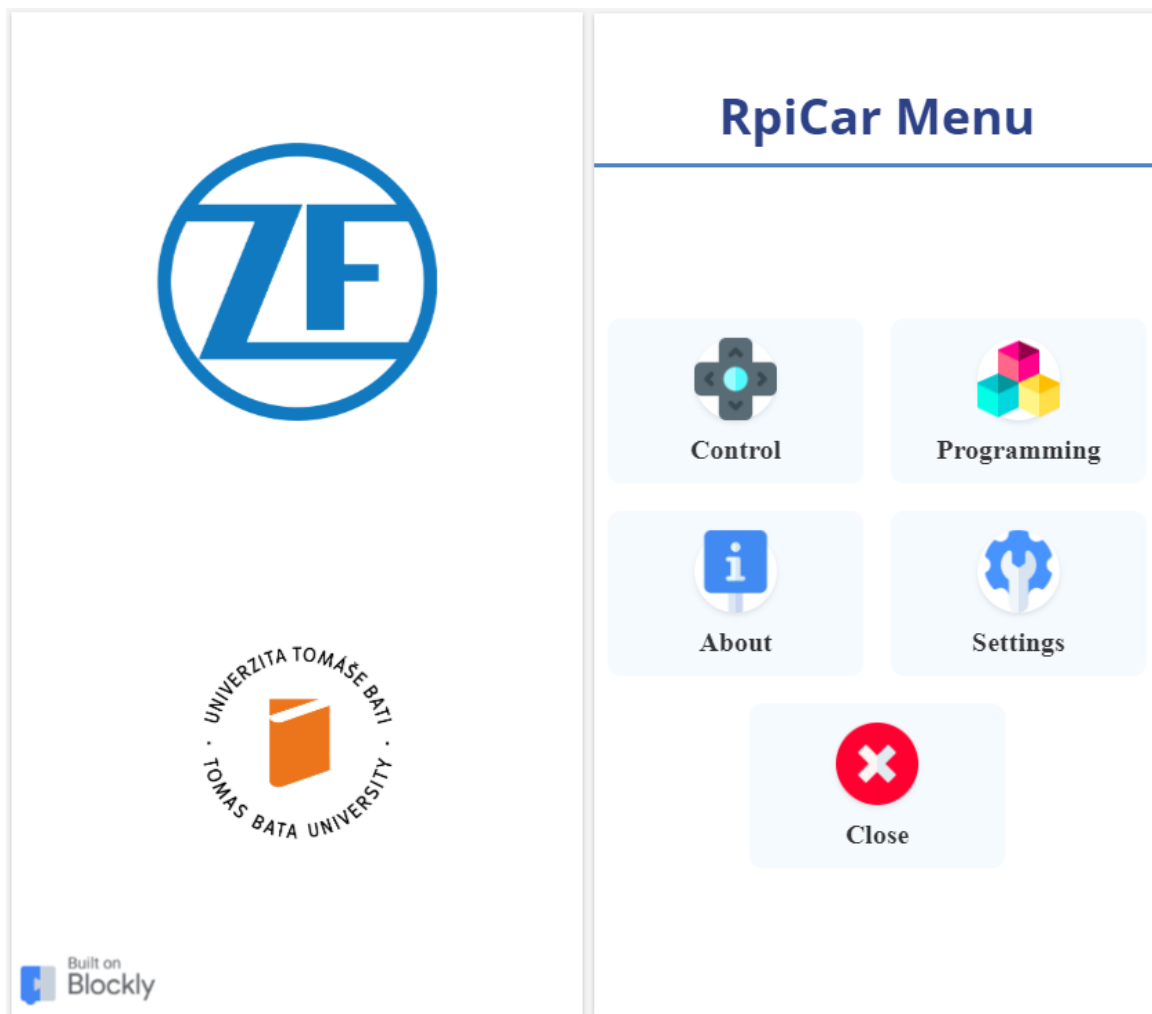 ZF
UNIVERZITA TOMÁŠE BATI
TOMAS BATA UNIVERSITY
Built on
Blockly
RpiCar Menu
Control
Programming
i
About
Settings
Close